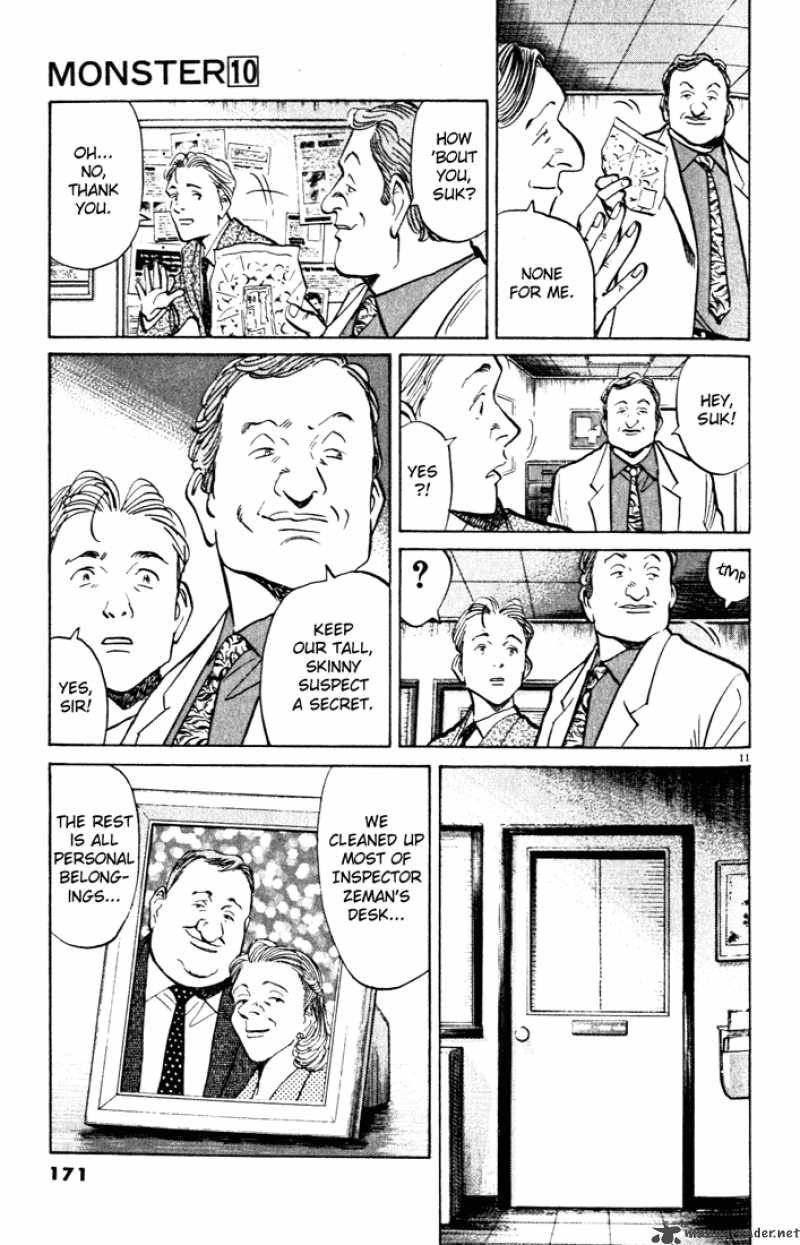 MONSTER 10
NONE
FOR ME.
HOW
'BOUT
YOU,
SUK?
OH...
NO,
THANK
YOU.
HEY,
SUK!
YES
?!
tmp
?
KEEP
OUR TALL,
SKINNY
SUSPECT
A SECRET.
YES,
SIR!
11
WE
CLEANED UP
MOST OF
INSPECTOR
ZEMAN'S
DESK...
THE REST
IS ALL
PERSONAL
BELONG-
INGS...
171